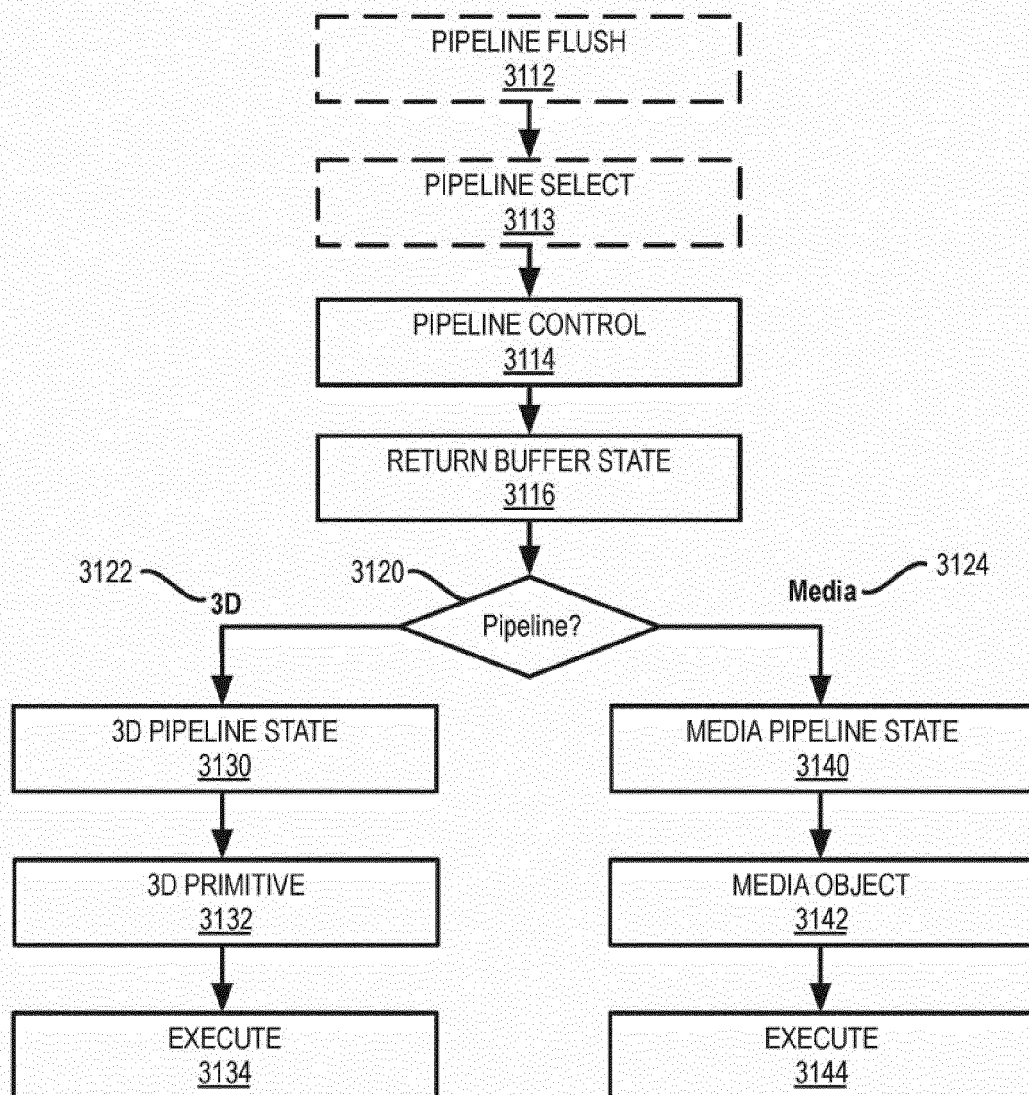 PIPELINE FLUSH
3112
PIPELINE SELECT
3113
PIPELINE CONTROL
3114
RETURN BUFFER STATE
3116
3122
3D
3120
Pipeline?
Media
3124
3D PIPELINE STATE
3130
MEDIA PIPELINE STATE
3140
3D PRIMITIVE
3132
MEDIA OBJECT
3142
EXECUTE
3134
EXECUTE
3144